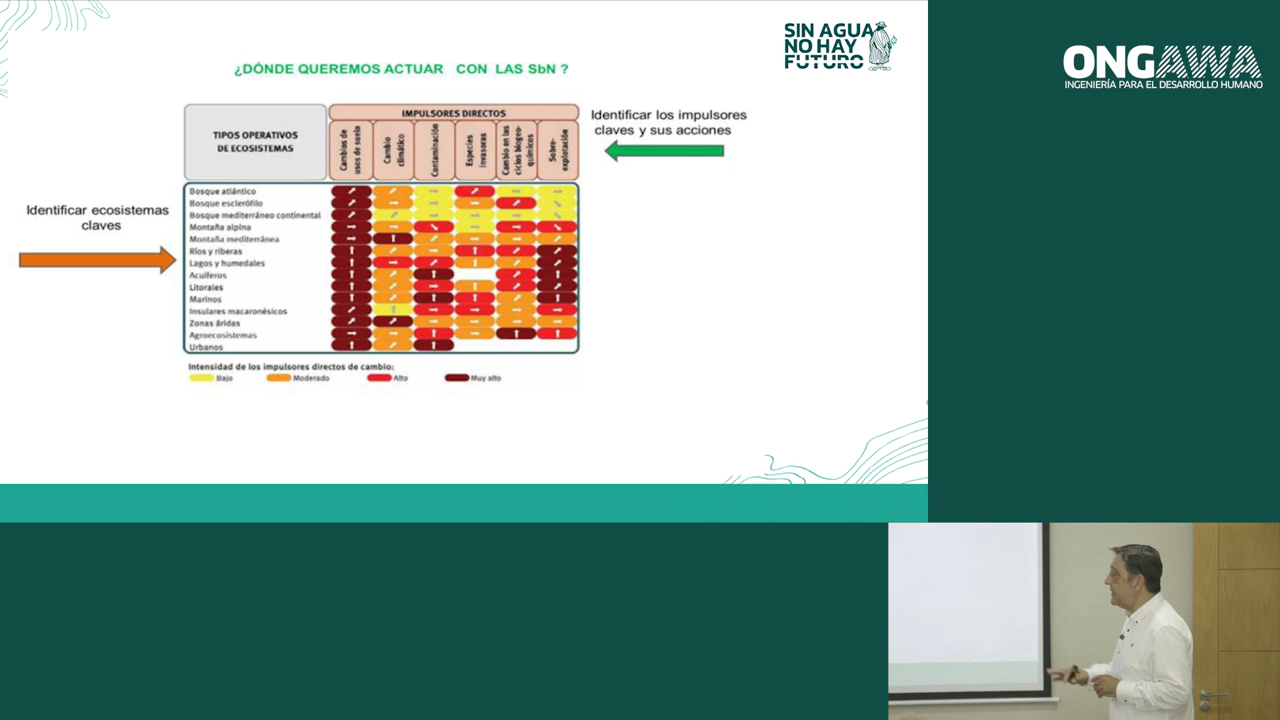 SIN AGUA
NO HAY
FUTURO
ONGAWA
INGENIERÍA PARA EL DESARROLLO HUMANO
¿DÓNDE QUEREMOS ACTUAR CON LAS SbN ?
Identificar los impulsores
claves y sus acciones
Identificar ecosistemas
claves
TIPOS OPERATIVOS
DE ECOSISTEMAS
IMPULSORES DIRECTOS
Cambios de
usos de suelo
Cambio
climático
Contaminación
Especies
invasoras
Cambio en los
ciclos biogeo-
químicos
Sobre-
explotación
Bosque atlántico
Bosque esclerófilo
Bosque mediterráneo continental
Montaña alpina
Montaña mediterránea
Ríos y riberas
Lagos y humedales
Acuíferos
Litorales
Marinos
Insulares macaronésicos
Zonas áridas
Agroecosistemas
Urbanos
Intensidad de los impulsores directos de cambio:
Bajo Moderado Alto Muy alto